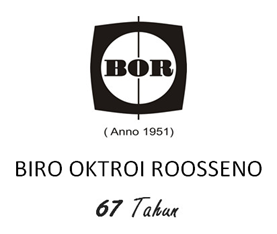 BOR
( Anno 1951)
BIRO OKTROI ROOSSENO
67 Tahun